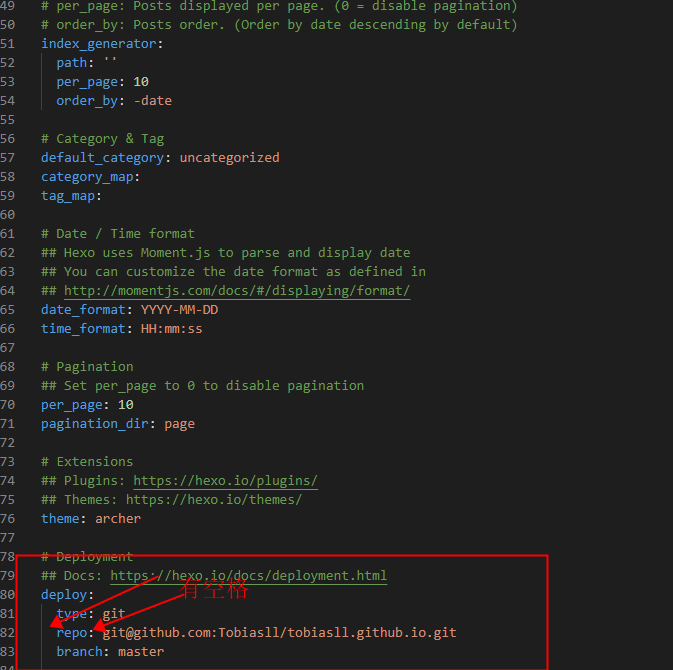 49 # per_page: Posts displayed per page. (0 = disable pagination)
50 # order_by: Posts order. (Order by date descending by default)
51 index_generator:
52   path: ''
53   per_page: 10
54   order_by: -date
55
56 # Category & Tag
57 default_category: uncategorized
58 category_map:
59 tag_map:
60
61 # Date / Time format
62 ## Hexo uses Moment.js to parse and display date
63 ## You can customize the date format as defined in
64 ## http://momentjs.com/docs/#/displaying/format/
65 date_format: YYYY-MM-DD
66 time_format: HH:mm:ss
67
68 # Pagination
69 ## Set per_page to 0 to disable pagination
70 per_page: 10
71 pagination_dir: page
72
73 # Extensions
74 ## Plugins: https://hexo.io/plugins/
75 ## Themes: https://hexo.io/themes/
76 theme: archer
77
78 # Deployment
79 ## Docs: https://hexo.io/docs/deployment.html
有空格
80 deploy:
81   type: git
82   repo: git@github.com:Tobiasll/tobiasll.github.io.git
83   branch: master